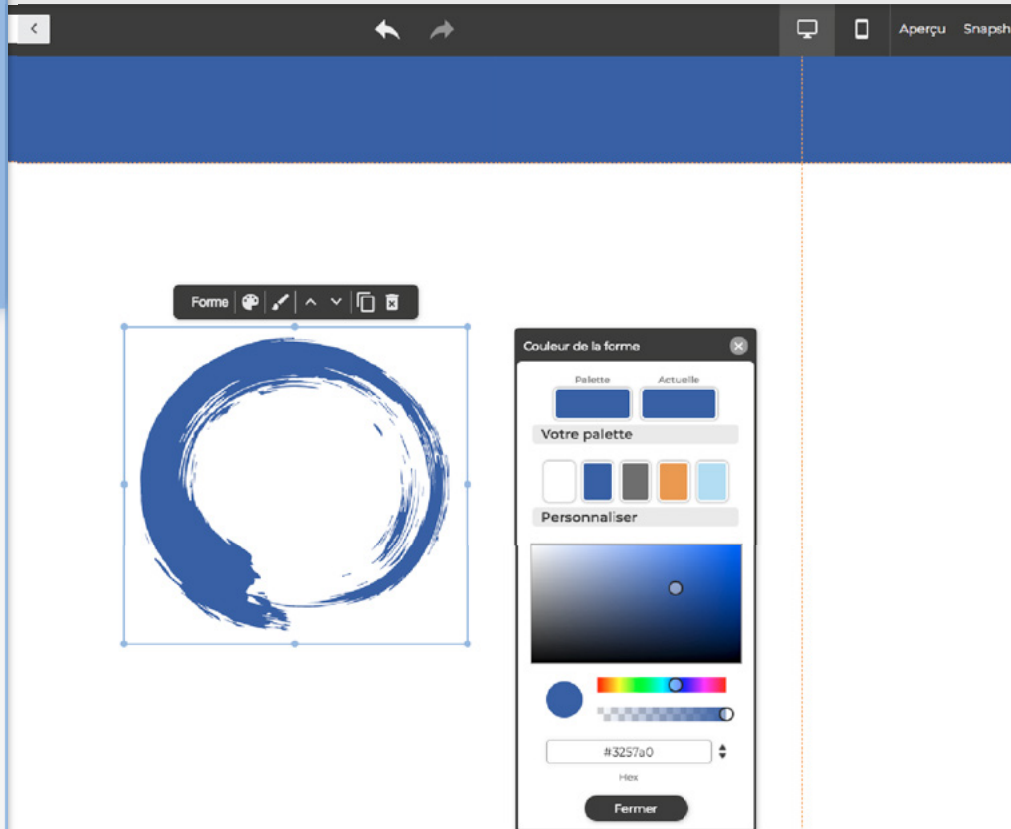 Aperçu Snapsh
Forme
Couleur de la forme
Palette Actuelle
Votre palette
Personnaliser
#3257a0
Hex
Fermer